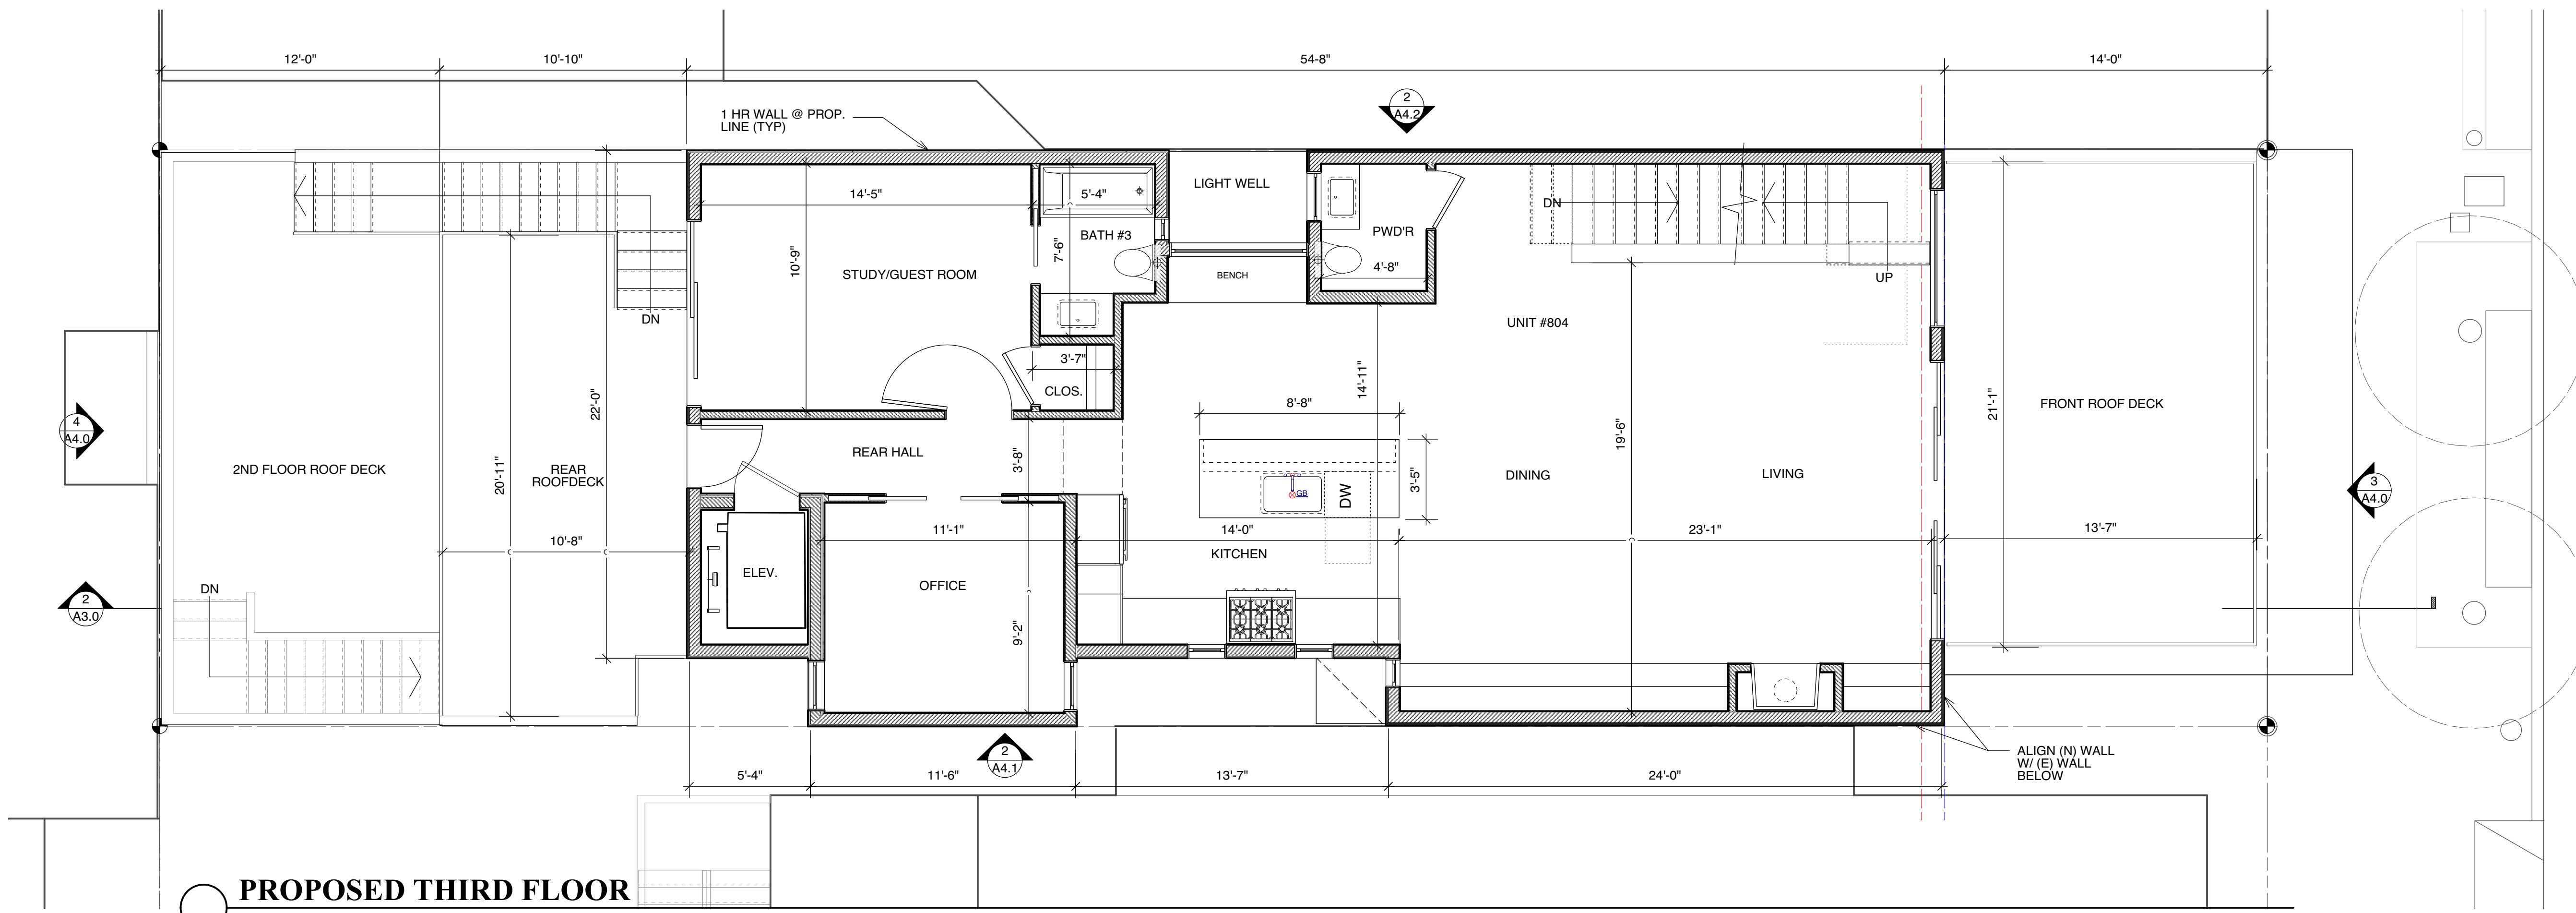 12'-0"
10'-10"
54-8"
14'-0"
2
A4.2
1 HR WALL @ PROP.
LINE (TYP)
LIGHT WELL
14'-5"
5'-4"
DN
BATH #3
PWD'R
7'-6"
10'-9"
STUDY/GUEST ROOM
BENCH
4'-8"
UP
DN
UNIT #804
3'-7"
CLOS.
14'-11"
8'-8"
22'-0"
21'-1"
FRONT ROOF DECK
4
A4.0
19'-6"
REAR HALL
3'-8"
2ND FLOOR ROOF DECK
REAR
ROOFDECK
20'-11"
DINING
LIVING
3'-5"
GB
DW
3
A4.0
11'-1"
14'-0"
23'-1"
13'-7"
10'-8"
KITCHEN
ELEV.
OFFICE
DN
2
A3.0
9'-2"
2
A4.1
ALIGN (N) WALL
W/ (E) WALL
BELOW
5'-4"
11'-6"
13'-7"
24'-0"
PROPOSED THIRD FLOOR